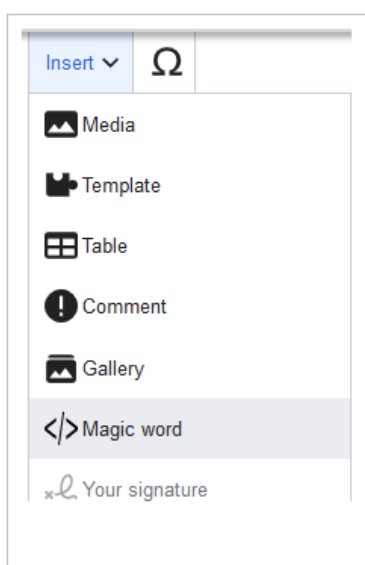 Insert Ω
Media
Template
Table
Comment
Gallery
Magic word
Your signature